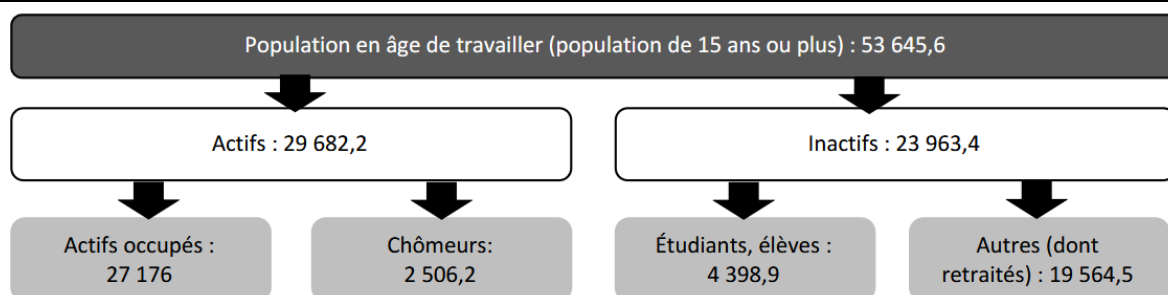 Population en âge de travailler (population de 15 ans ou plus) : 53 645,6
Actifs : 29 682,2
Inactifs : 23 963,4
Actifs occupés :
27 176
Chômeurs:
2 506,2
Étudiants, élèves :
4 398,9
Autres (dont
retraités) : 19 564,5